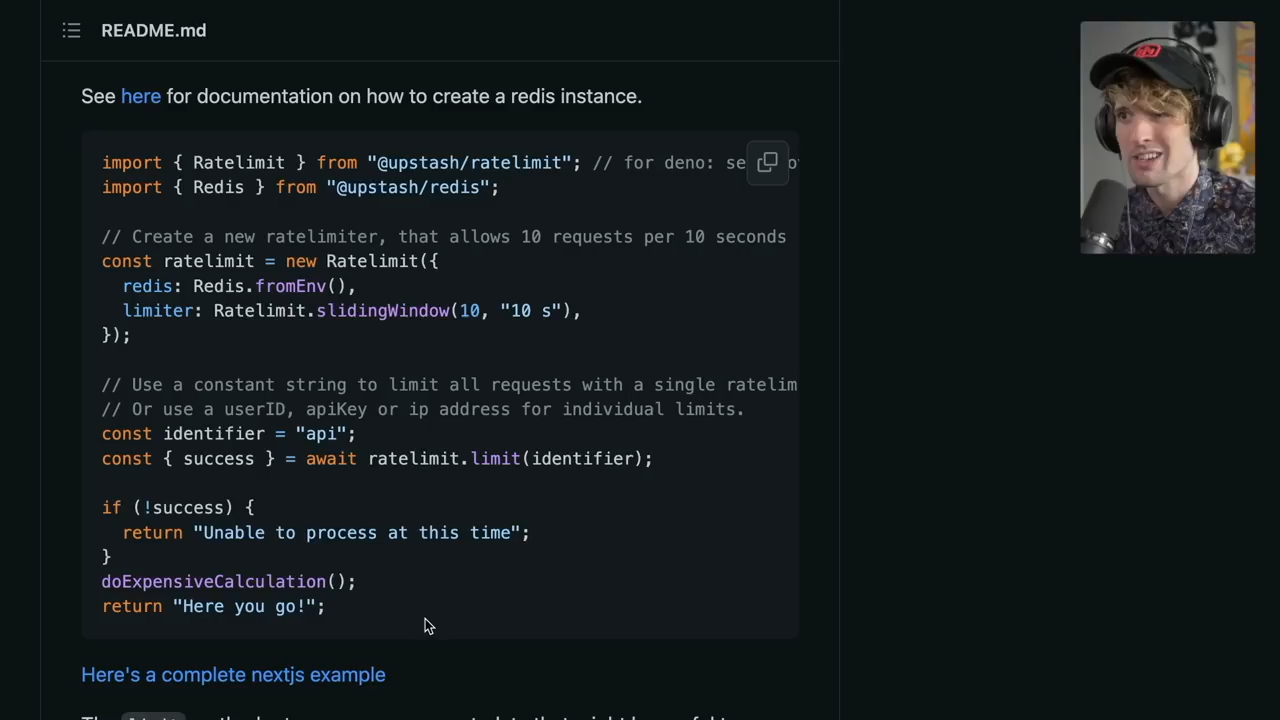 README.md
See here for documentation on how to create a redis instance.
import { Ratelimit } from "@upstash/ratelimit"; // for deno: se
import { Redis } from "@upstash/redis";
// Create a new ratelimiter, that allows 10 requests per 10 seconds
const ratelimit = new Ratelimit({
redis: Redis.fromEnv(),
limiter: Ratelimit.slidingWindow(10, "10 s"),
});
// Use a constant string to limit all requests with a single ratelim
// Or use a userID, apiKey or ip address for individual limits.
const identifier = "api";
const { success } = await ratelimit.limit(identifier);
if (!success) {
return "Unable to process at this time";
}
doExpensiveCalculation();
return "Here you go!";
Here's a complete nextjs example